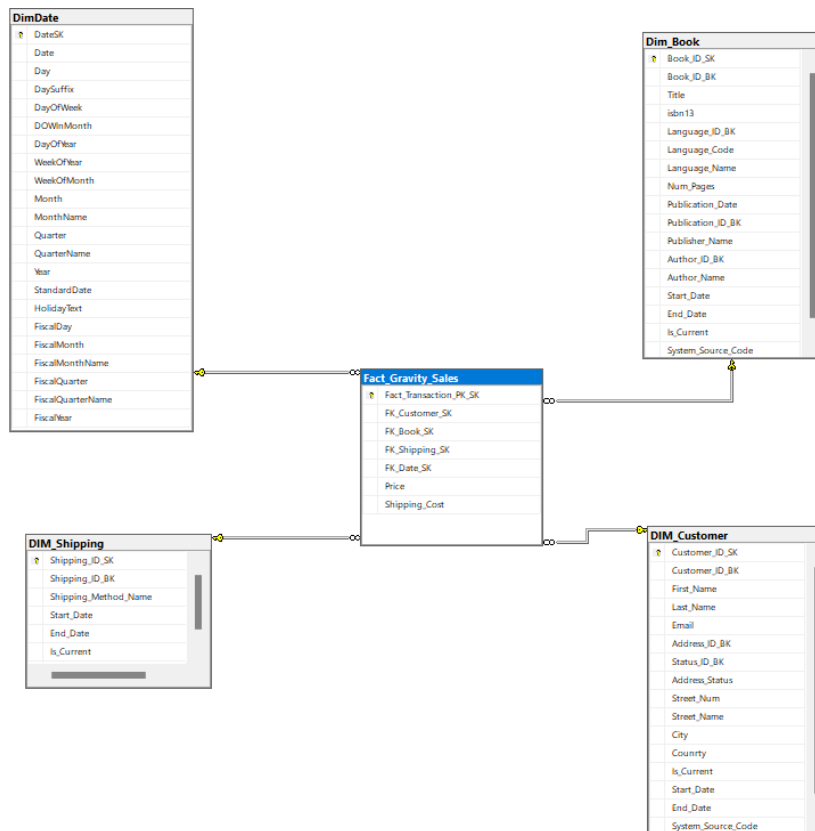 DimDate
DateSK
Date
Day
DaySuffix
DayOfWeek
DOWInMonth
DayOfYear
WeekOfYear
WeekOfMonth
Month
MonthName
Quarter
QuarterName
Year
StandardDate
HolidayText
FiscalDay
FiscalMonth
FiscalMonthName
FiscalQuarter
FiscalQuarterName
FiscalYear
Dim_Book
Book_ID_SK
Book_ID_BK
Title
isbn13
Language_ID_BK
Language_Code
Language_Name
Num_Pages
Publication_Date
Publication_ID_BK
Publisher_Name
Author_ID_BK
Author_Name
Start_Date
End_Date
Is_Current
System_Source_Code
Fact_Gravity_Sales
Fact_Transaction_PK_SK
FK_Customer_SK
FK_Book_SK
FK_Shipping_SK
FK_Date_SK
Price
Shipping_Cost
DIM_Shipping
Shipping_ID_SK
Shipping_ID_BK
Shipping_Method_Name
Start_Date
End_Date
Is_Current
DIM_Customer
Customer_ID_SK
Customer_ID_BK
First_Name
Last_Name
Email
Address_ID_BK
Status_ID_BK
Address_Status
Street_Num
Street_Name
City
Counrty
Is_Current
Start_Date
End_Date
System_Source_Code